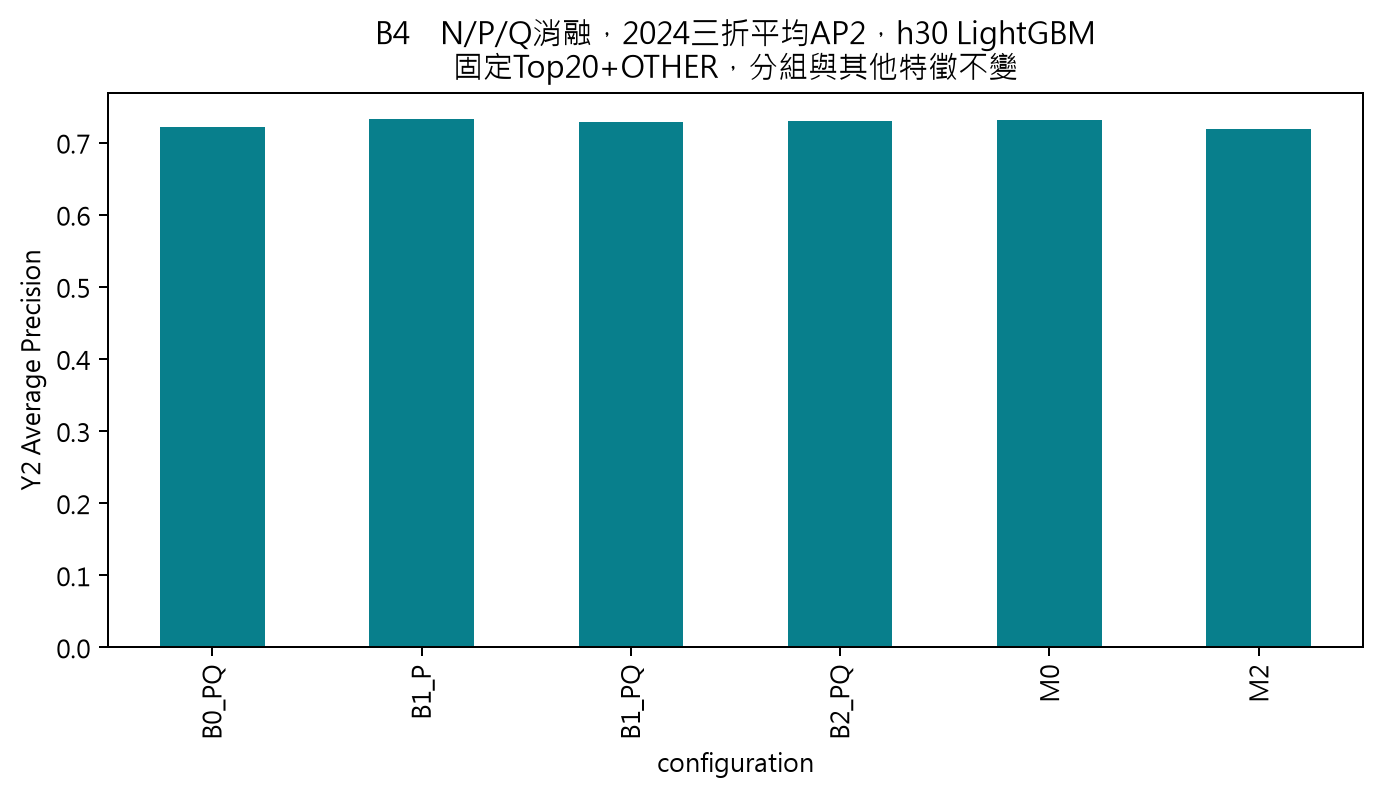 B4　N/P/Q消融，2024三折平均AP2，h30 LightGBM
固定Top20+OTHER，分組與其他特徵不變
Y2 Average Precision
0.7
0.6
0.5
0.4
0.3
0.2
0.1
0.0
B0_PQ
B1_P
B1_PQ
B2_PQ
M0
M2
configuration